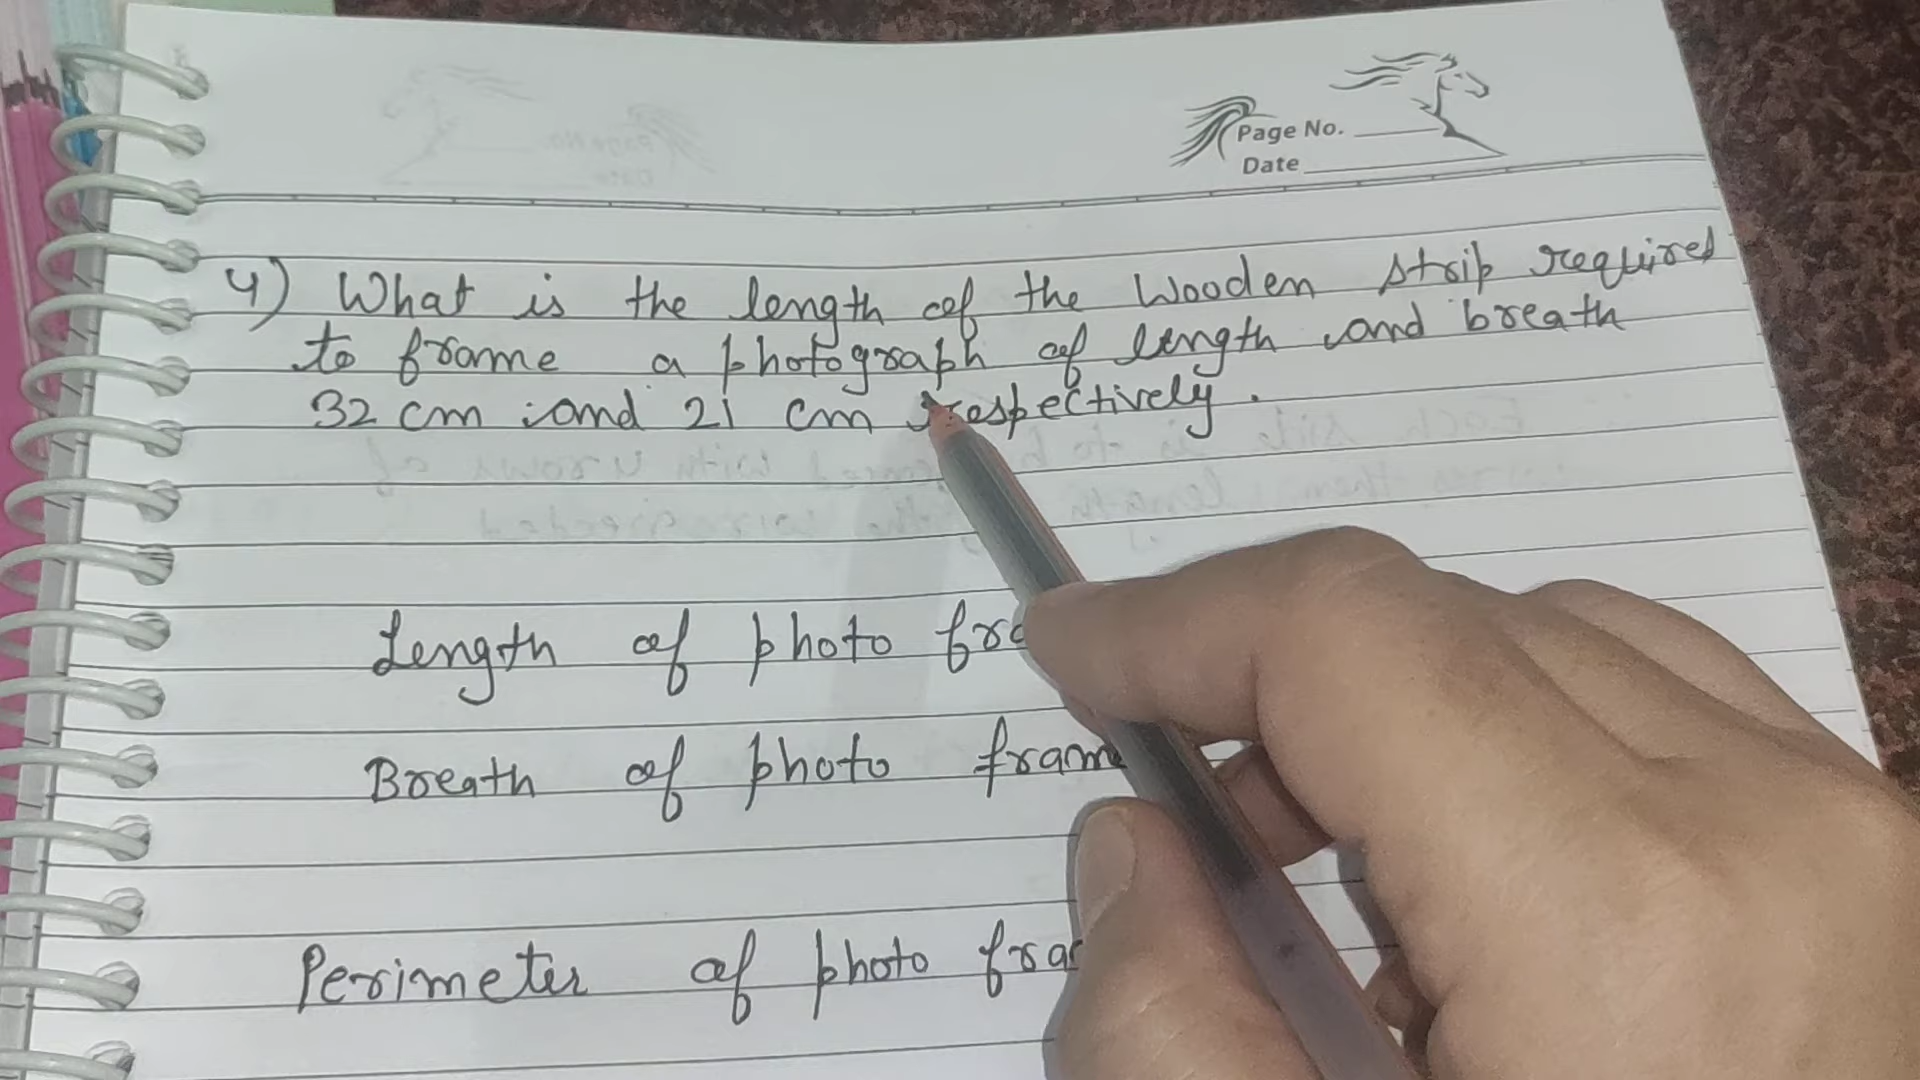 Page No.
Date
4) What is the length of the Wooden strip required
to frame a photograph of length and breath
32 cm and 21 cm respectively.
Length of photo fra
Breath of photo frame
Perimeter of photo fra